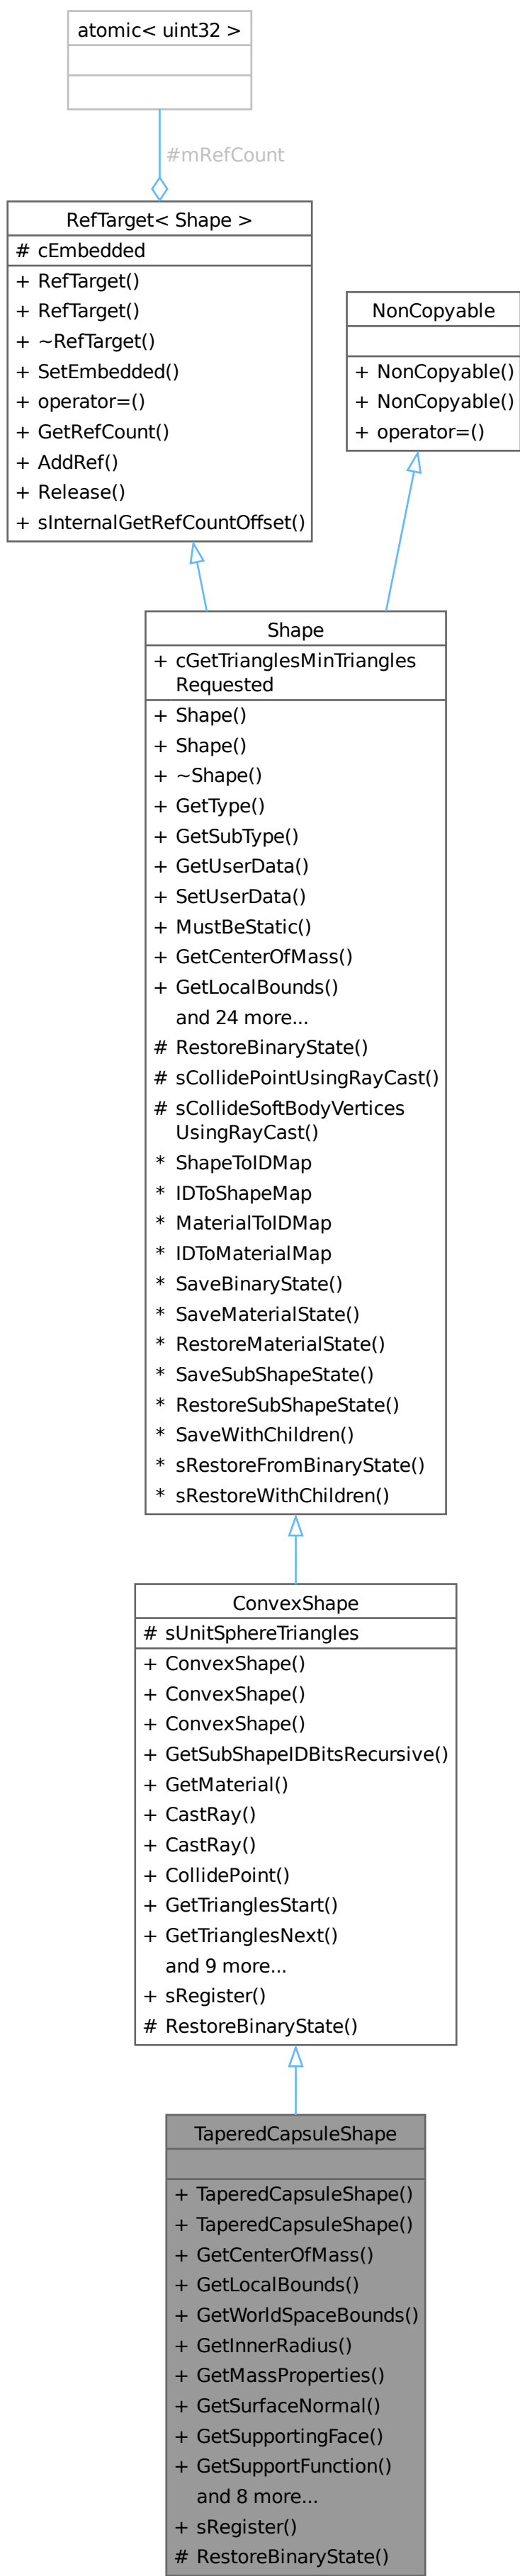 atomic< uint32 >
#mRefCount
RefTarget< Shape >
# cEmbedded
+ RefTarget()
+ RefTarget()
+ ~RefTarget()
+ SetEmbedded()
+ operator=()
+ GetRefCount()
+ AddRef()
+ Release()
+ sInternalGetRefCountOffset()
NonCopyable
+ NonCopyable()
+ NonCopyable()
+ operator=()
Shape
+ cGetTrianglesMinTriangles
Requested
+ Shape()
+ Shape()
+ ~Shape()
+ GetType()
+ GetSubType()
+ GetUserData()
+ SetUserData()
+ MustBeStatic()
+ GetCenterOfMass()
+ GetLocalBounds()
and 24 more...
# RestoreBinaryState()
# sCollidePointUsingRayCast()
# sCollideSoftBodyVertices
UsingRayCast()
* ShapeToIDMap
* IDToShapeMap
* MaterialToIDMap
* IDToMaterialMap
* SaveBinaryState()
* SaveMaterialState()
* RestoreMaterialState()
* SaveSubShapeState()
* RestoreSubShapeState()
* SaveWithChildren()
* sRestoreFromBinaryState()
* sRestoreWithChildren()
ConvexShape
# sUnitSphereTriangles
+ ConvexShape()
+ ConvexShape()
+ ConvexShape()
+ GetSubShapeIDBitsRecursive()
+ GetMaterial()
+ CastRay()
+ CastRay()
+ CollidePoint()
+ GetTrianglesStart()
+ GetTrianglesNext()
and 9 more...
+ sRegister()
# RestoreBinaryState()
TaperedCapsuleShape
+ TaperedCapsuleShape()
+ TaperedCapsuleShape()
+ GetCenterOfMass()
+ GetLocalBounds()
+ GetWorldSpaceBounds()
+ GetInnerRadius()
+ GetMassProperties()
+ GetSurfaceNormal()
+ GetSupportingFace()
+ GetSupportFunction()
and 8 more...
+ sRegister()
# RestoreBinaryState()